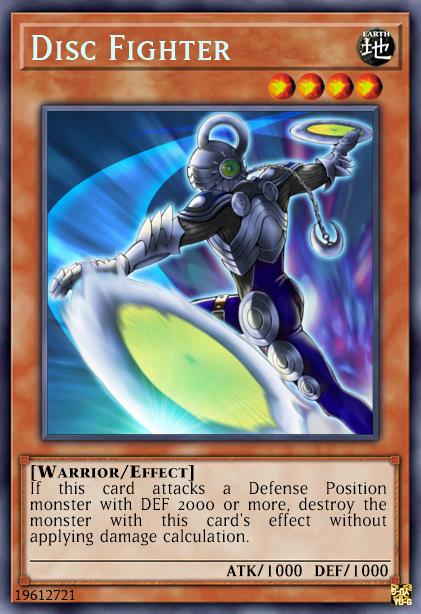 Disc Fighter
EARTH
地
[Warrior/Effect]
If this card attacks a Defense Position
monster with DEF 2000 or more, destroy the
monster with this card's effect without
applying damage calculation.
ATK/1000 DEF/1000
19612721